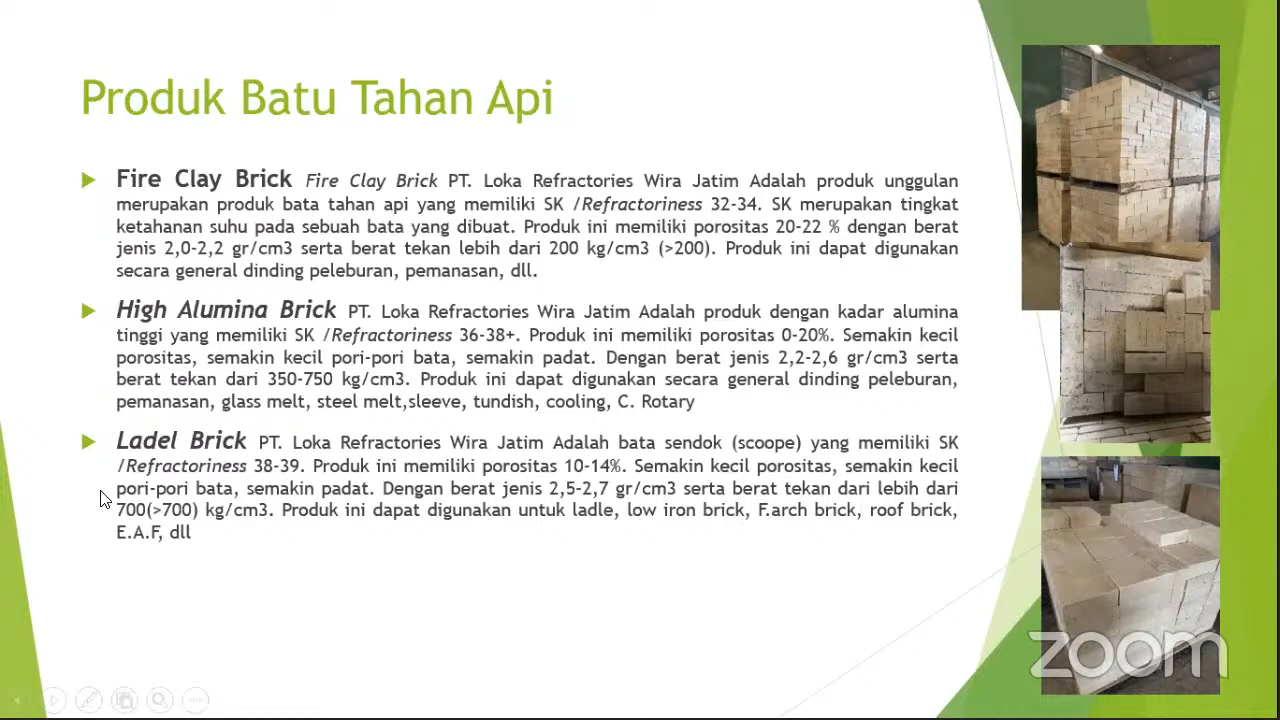 Produk Batu Tahan Api
Fire Clay Brick Fire Clay Brick PT. Loka Refractories Wira Jatim Adalah produk unggulan
merupakan produk bata tahan api yang memiliki SK /Refractoriness 32-34. SK merupakan tingkat
ketahanan suhu pada sebuah bata yang dibuat. Produk ini memiliki porositas 20-22 % dengan berat
jenis 2,0-2,2 gr/cm3 serta berat tekan lebih dari 200 kg/cm3 (>200). Produk ini dapat digunakan
secara general dinding peleburan, pemanasan, dll.
High Alumina Brick PT. Loka Refractories Wira Jatim Adalah produk dengan kadar alumina
tinggi yang memiliki SK /Refractoriness 36-38+. Produk ini memiliki porositas 0-20%. Semakin kecil
porositas, semakin kecil pori-pori bata, semakin padat. Dengan berat jenis 2,2-2,6 gr/cm3 serta
berat tekan dari 350-750 kg/cm3. Produk ini dapat digunakan secara general dinding peleburan,
pemanasan, glass melt, steel melt,sleeve, tundish, cooling, C. Rotary
Ladel Brick PT. Loka Refractories Wira Jatim Adalah bata sendok (scoope) yang memiliki SK
/Refractoriness 38-39. Produk ini memiliki porositas 10-14%. Semakin kecil porositas, semakin kecil
pori-pori bata, semakin padat. Dengan berat jenis 2,5-2,7 gr/cm3 serta berat tekan dari lebih dari
700(>700) kg/cm3. Produk ini dapat digunakan untuk ladle, low iron brick, F.arch brick, roof brick,
E.A.F, dll
zoom